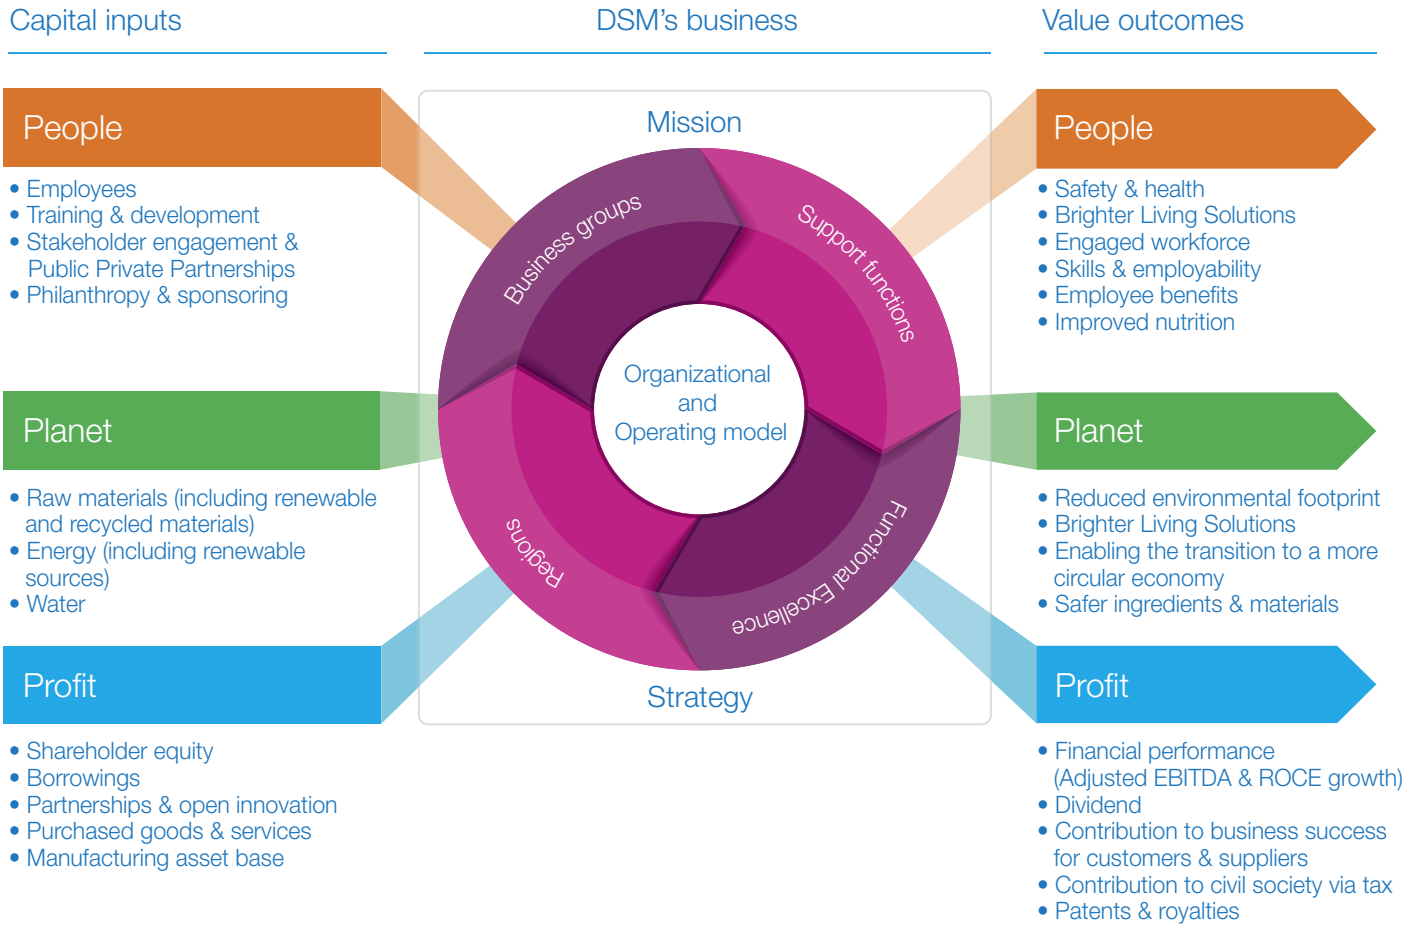 Capital inputs
People
• Employees
• Training & development
• Stakeholder engagement &
Public Private Partnerships
• Philanthropy & sponsoring
Planet
• Raw materials (including renewable
and recycled materials)
• Energy (including renewable
sources)
• Water
Profit
• Shareholder equity
• Borrowings
• Partnerships & open innovation
• Purchased goods & services
• Manufacturing asset base
DSM’s business
Mission
Business groups
Support functions
Organizational
and
Operating model
Regions
Functional Excellence
Strategy
Value outcomes
People
• Safety & health
• Brighter Living Solutions
• Engaged workforce
• Skills & employability
• Employee benefits
• Improved nutrition
Planet
• Reduced environmental footprint
• Brighter Living Solutions
• Enabling the transition to a more
circular economy
• Safer ingredients & materials
Profit
• Financial performance
(Adjusted EBITDA & ROCE growth)
• Dividend
• Contribution to business success
for customers & suppliers
• Contribution to civil society via tax
• Patents & royalties